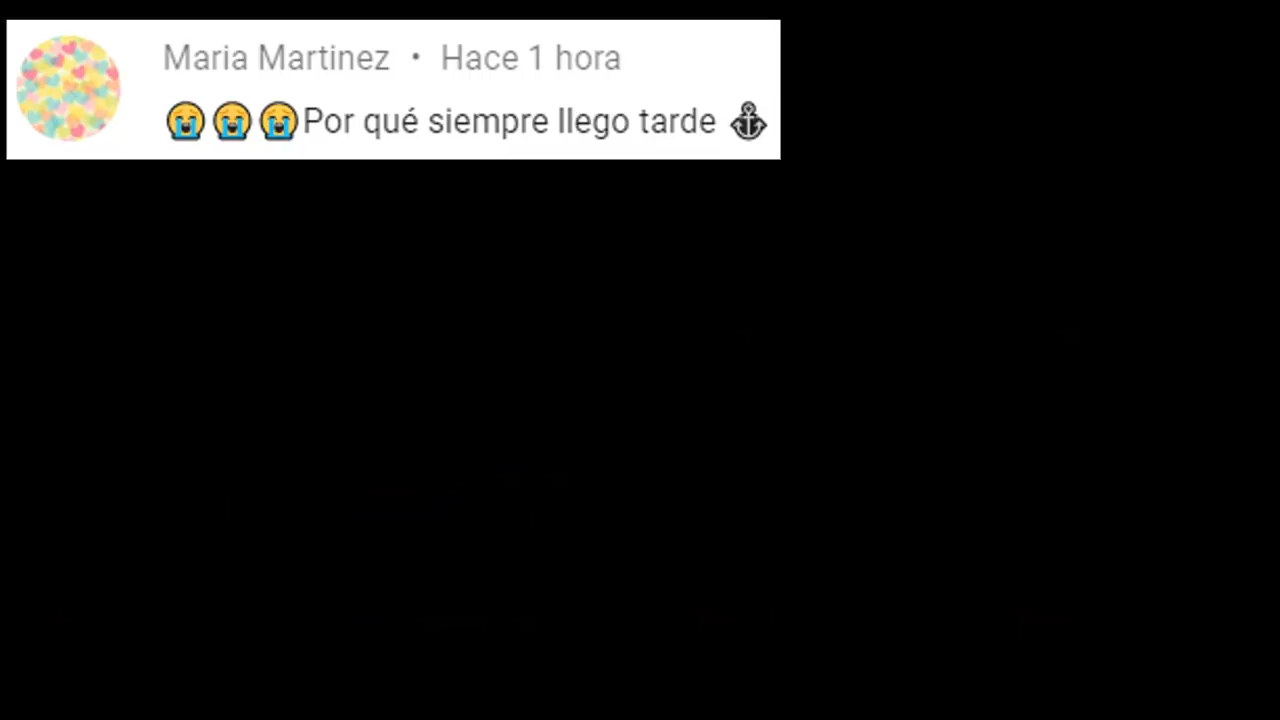 Maria Martinez • Hace 1 hora
😭😭😭Por qué siempre llego tarde ⚓